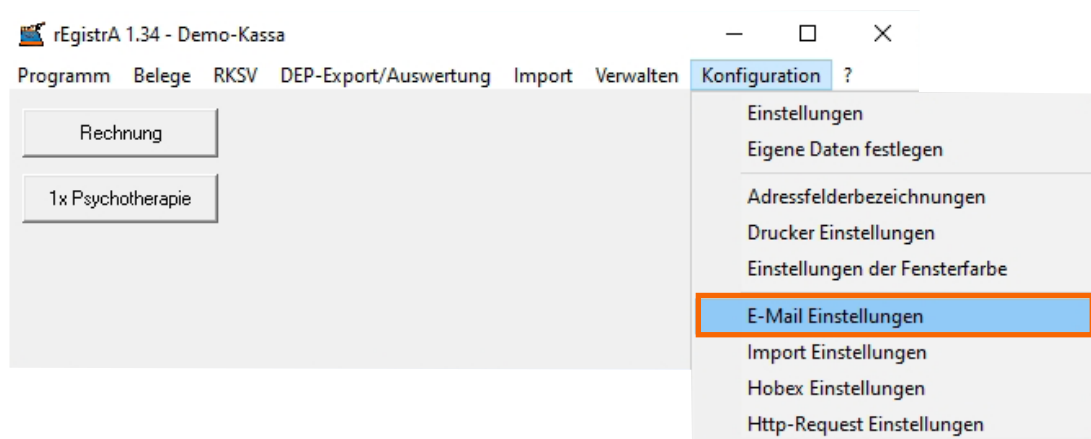 rEgistrA 1.34 - Demo-Kassa
Programm Belege RKSV DEP-Export/Auswertung Import Verwalten Konfiguration ?
Rechnung
1x Psychotherapie
Einstellungen
Eigene Daten festlegen
Adressfelderbezeichnungen
Drucker Einstellungen
Einstellungen der Fensterfarbe
E-Mail Einstellungen
Import Einstellungen
Hobex Einstellungen
Http-Request Einstellungen